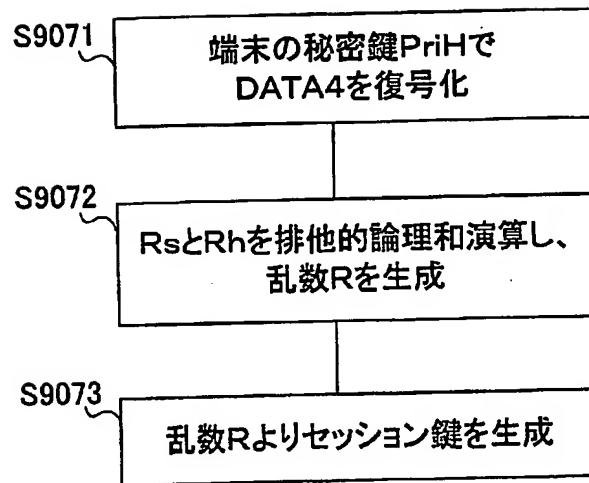 S9071
端末の秘密鍵PriHで
DATA4を復号化
S9072
RsとRhを排他的論理和演算し、
乱数Rを生成
S9073
乱数Rよりセッション鍵を生成